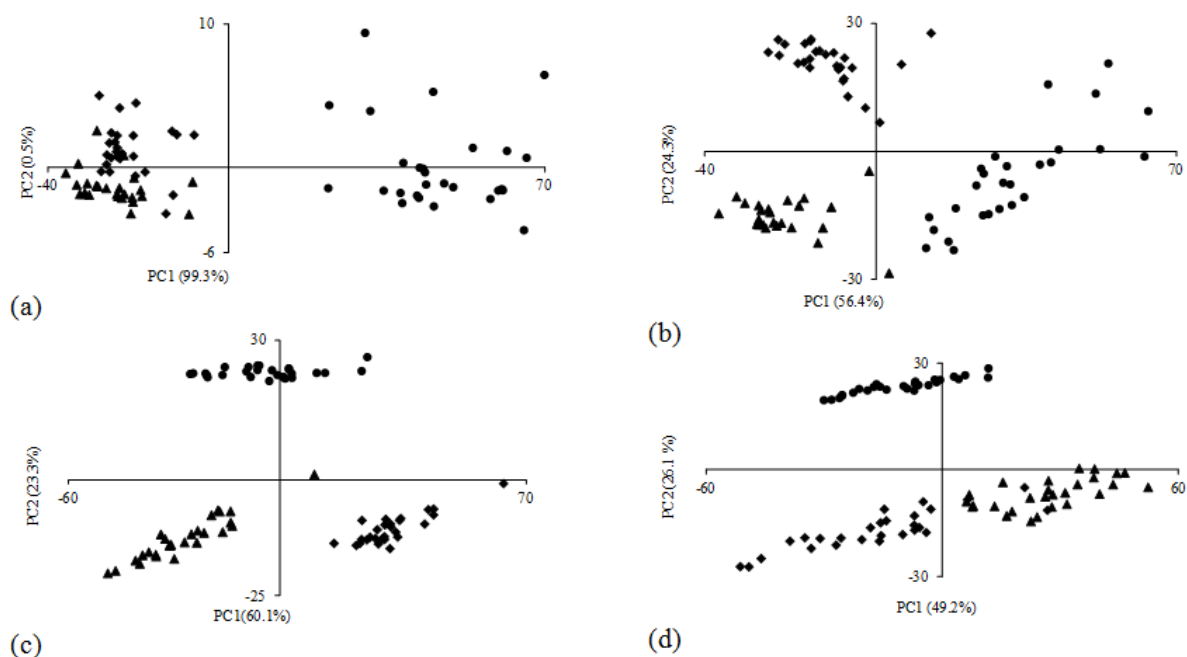 10
PC2 (0.5%)
-40
70
-6
PC1 (99.3%)
(a)
30
PC2 (24.3%)
-40
70
-30
PC1 (56.4%)
(b)
30
PC2 (23.3%)
-60
70
-25
PC1(60.1%)
(c)
30
PC2 (26.1 %)
-60
60
-30
PC1 (49.2%)
(d)